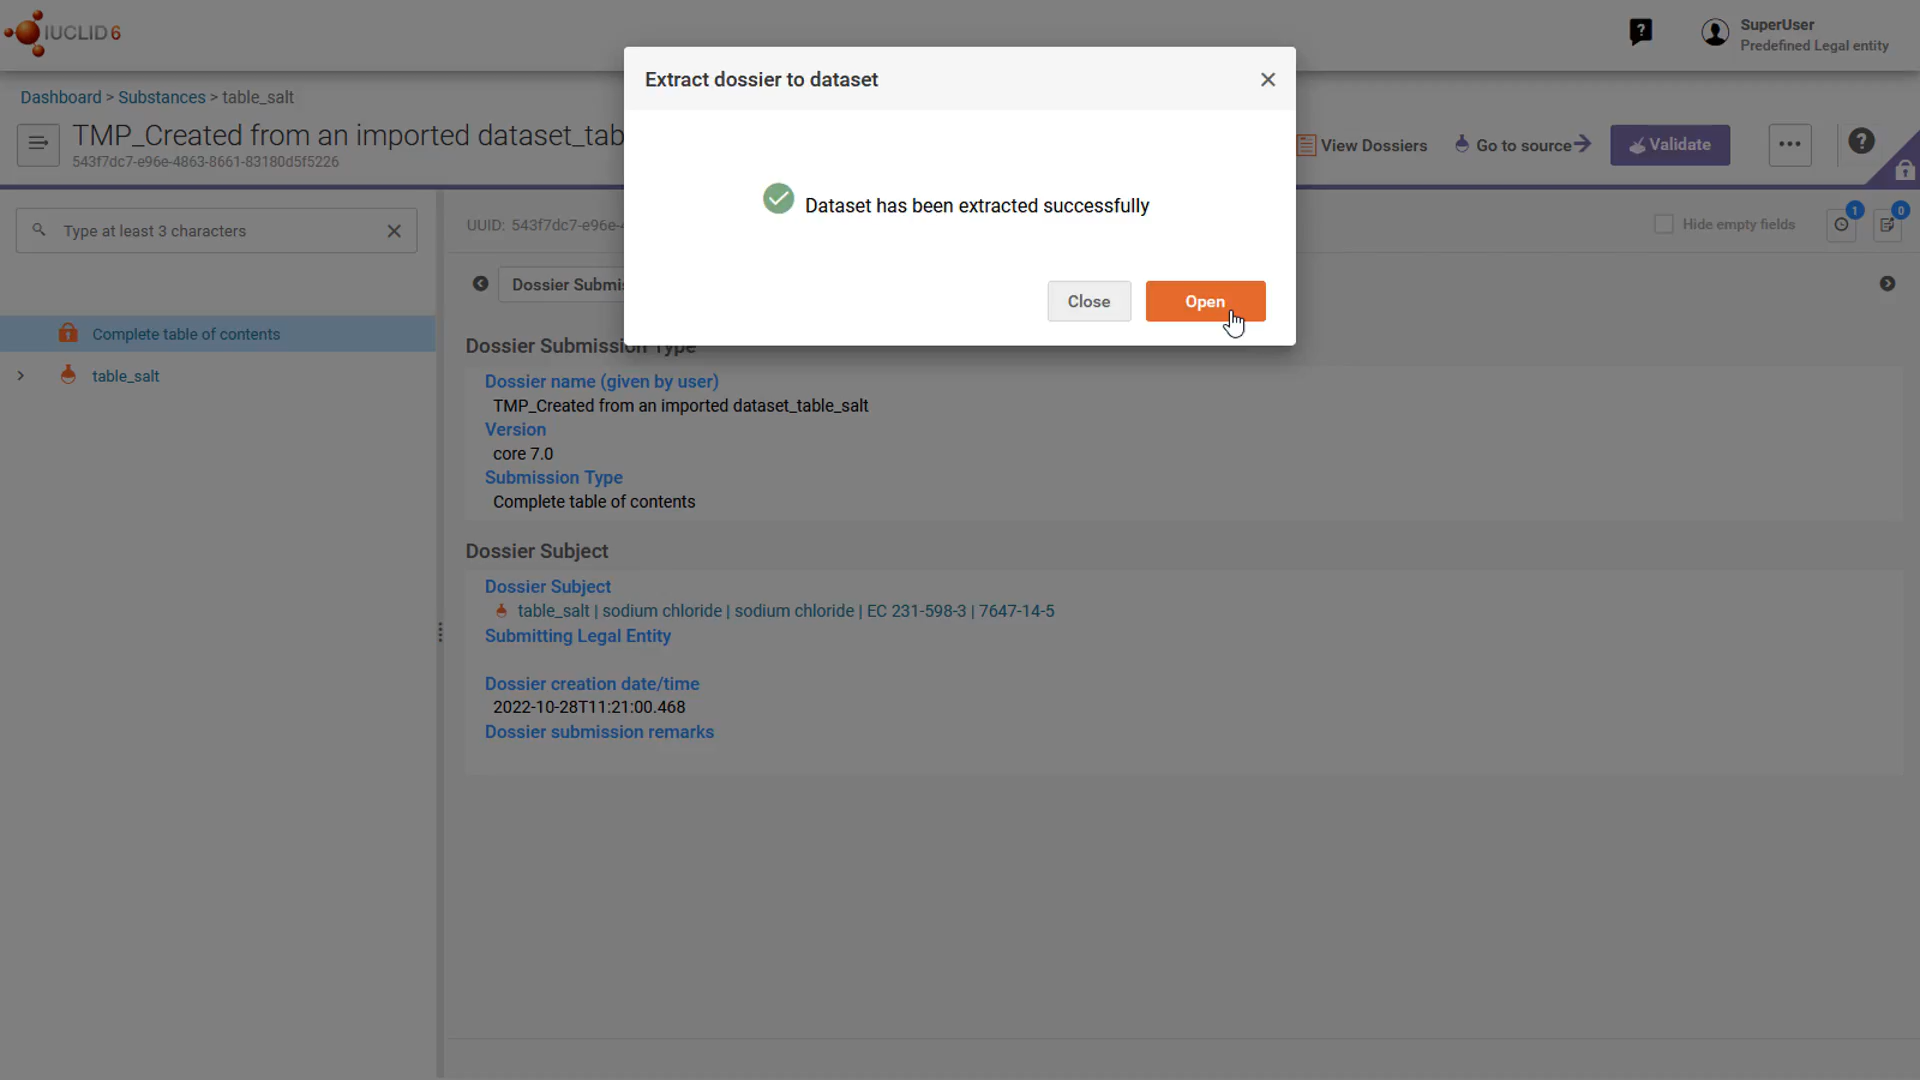 IUCLID 6
SuperUser
Predefined Legal entity
Extract dossier to dataset
Dashboard > Substances > table_salt
TMP_Created from an imported dataset_tab
543f7dc7-e96e-4863-8661-83180d5f5226
View Dossiers
Go to source
Validate
Dataset has been extracted successfully
Type at least 3 characters
UUID: 543f7dc7-e96e-
Hide empty fields
1
0
Dossier Submis
Close
Open
Complete table of contents
table_salt
Dossier Submission Type
Dossier name (given by user)
TMP_Created from an imported dataset_table_salt
Version
core 7.0
Submission Type
Complete table of contents
Dossier Subject
Dossier Subject
table_salt | sodium chloride | sodium chloride | EC 231-598-3 | 7647-14-5
Submitting Legal Entity
Dossier creation date/time
2022-10-28T11:21:00.468
Dossier submission remarks